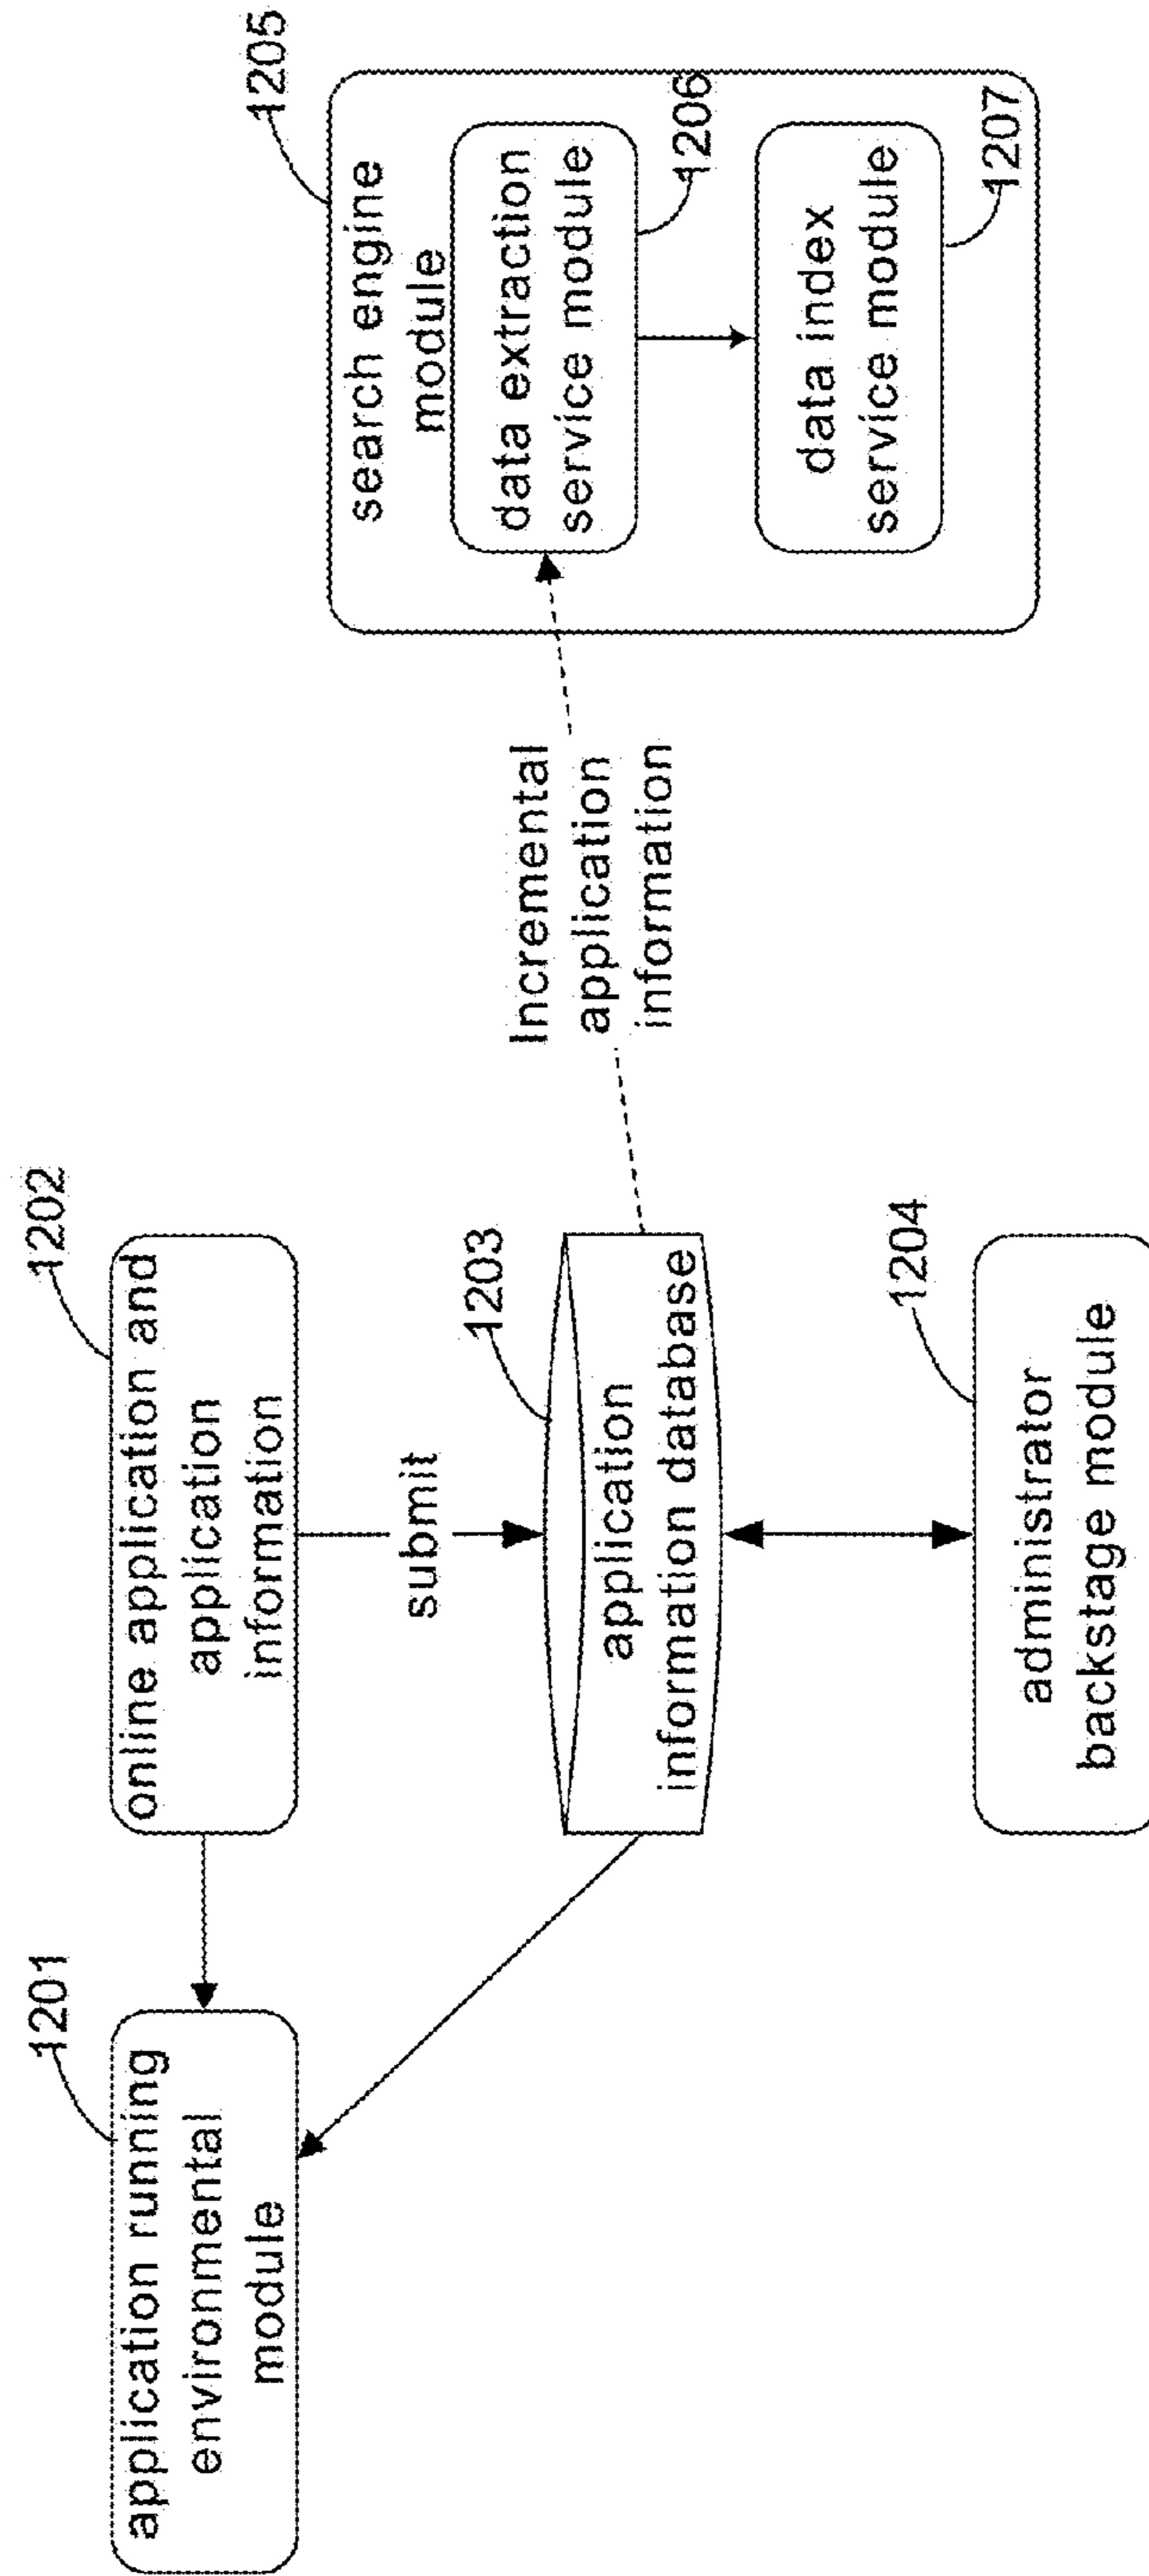 1201
application running
environmental
module
1202
online application and
application
information
submit
1203
application
information database
1204
administrator
backstage module
Incremental
application
information
1205
search engine
module
data extraction
service module
1206
data index
service module
1207